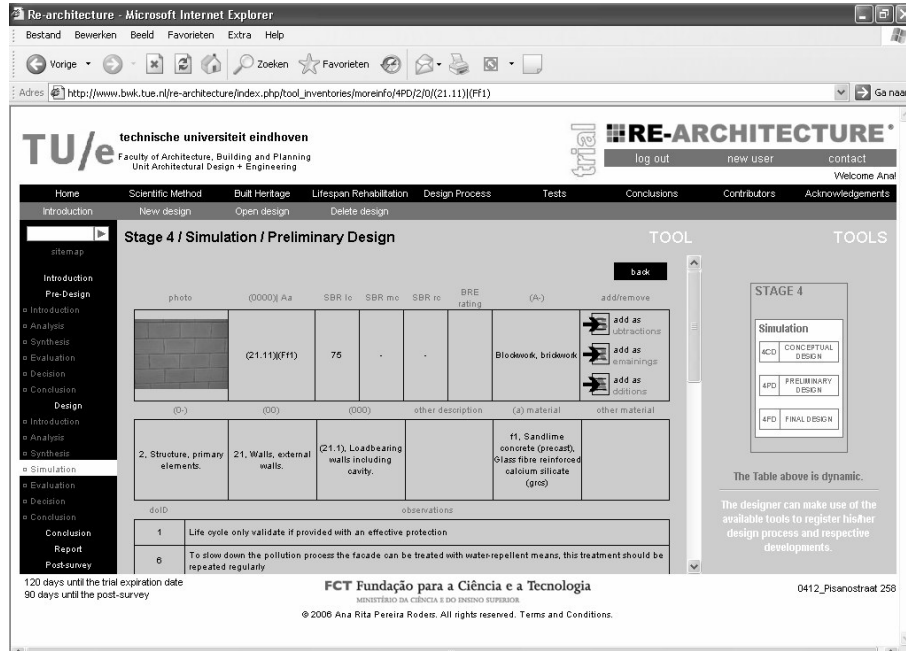 Re-architecture - Microsoft Internet Explorer
Bestand Bewerken Beeld Favorieten Extra Help
Vorige Zoeken Favorieten
Adres http://www.bwk.tue.nl/re-architecture/index.php/tool_inventories/moreinfo/4PD/2/0/(21.11)|(Ff1) Ga naar
TU/e technische universiteit eindhoven
Faculty of Architecture, Building and Planning
Unit Architectural Design + Engineering
trial
RE-ARCHITECTURE
log out new user contact
Welcome Ana!
Home Scientific Method Built Heritage Lifespan Rehabilitation Design Process Tests Conclusions Contributors Acknowledgements
Introduction New design Open design Delete design
sitemap
Introduction
Pre-Design
Introduction
Analysis
Synthesis
Evaluation
Decision
Conclusion
Design
Introduction
Analysis
Synthesis
Simulation
Evaluation
Decision
Conclusion
Conclusion
Report
Post-survey
Stage 4 / Simulation / Preliminary Design TOOL
back
photo (0000)| Aa SBR lo SBR mo SBR ro BRE rating (A-) add/remove
(21.11)|(Ff1) 75 - - Blockwork, brickwork
add as
ubtractions
add as
emainings
add as
dditions
(0-) (00) (000) other description (a) material other material
2, Structure, primary elements.
21, Walls, external walls.
(21.1), Loadbearing walls including cavity.
f1, Sandlime concrete (precast), Glass fibre reinforced calcium silicate (grcs)
doID observations
1 Life cycle only validate if provided with an effective protection
6 To slow down the pollution process the facade can be treated with water-repellent means, this treatment should be
repeated regularly
TOOLS
STAGE 4
Simulation
4CD CONCEPTUAL DESIGN
4PD PRELIMINARY DESIGN
4FD FINAL DESIGN
The Table above is dynamic.
The designer can make use of the
available tools to register his/her
design process and respective
developments.
120 days until the trial expiration date
90 days until the post-survey
FCT Fundação para a Ciência e a Tecnologia
MINISTÉRIO DA CIÊNCIA E DO ENSINO SUPERIOR
© 2006 Ana Rita Pereira Roders. All rights reserved. Terms and Conditions.
0412_Pisanostraat 258